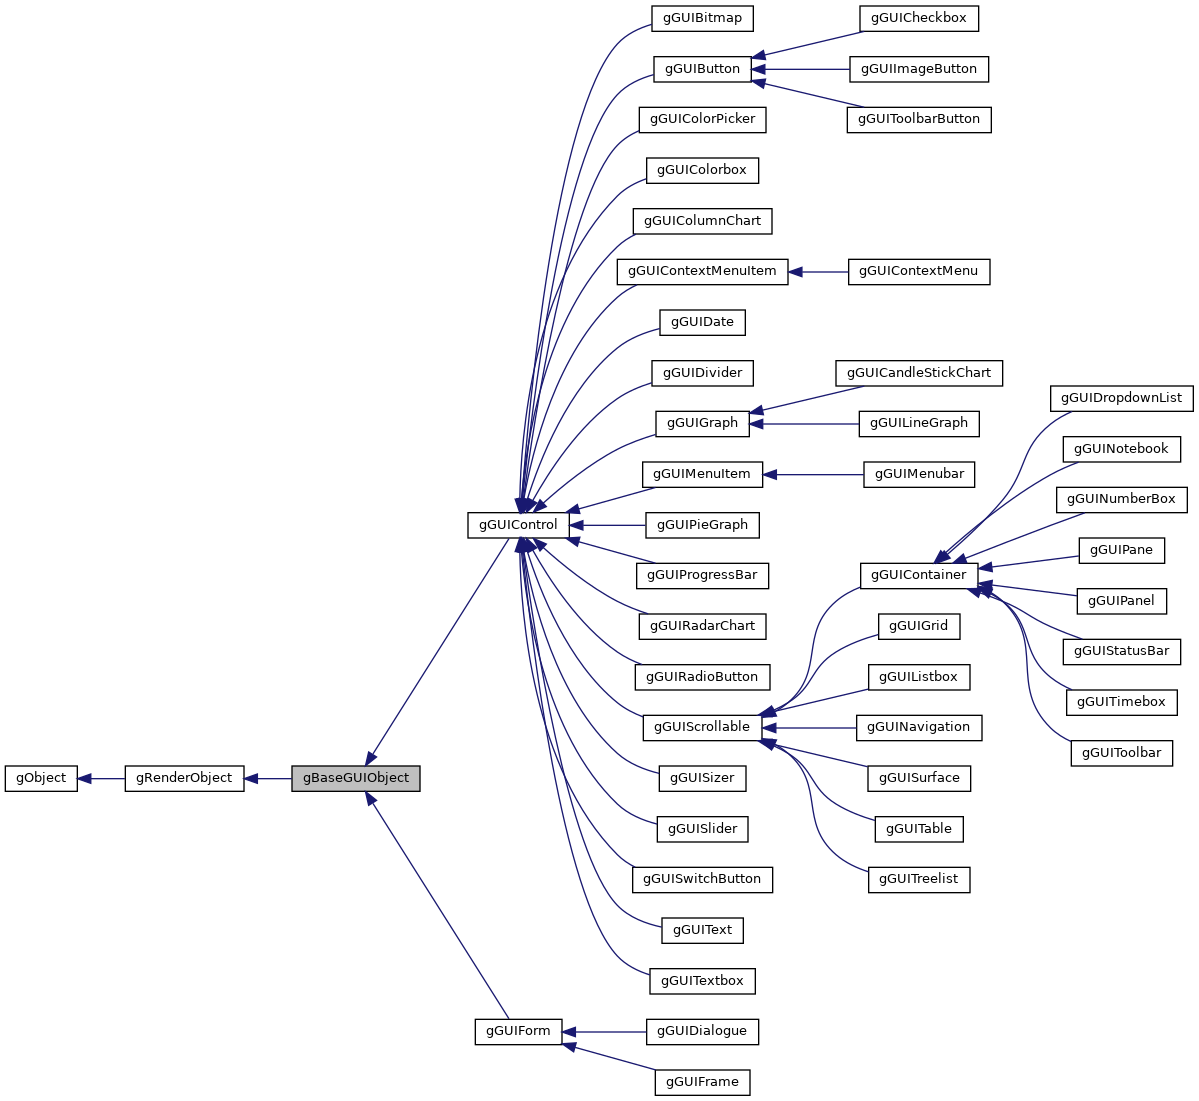 gGUIBitmap
gGUICheckbox
gGUIButton
gGUIImageButton
gGUIColorPicker
gGUIToolbarButton
gGUIColorbox
gGUIColumnChart
gGUIContextMenuItem
gGUIContextMenu
gGUIDate
gGUIDivider
gGUICandleStickChart
gGUIDropdownList
gGUIGraph
gGUILineGraph
gGUINotebook
gGUIMenuItem
gGUIMenubar
gGUINumberBox
gGUIControl
gGUIPieGraph
gGUIPane
gGUIProgressBar
gGUIContainer
gGUIPanel
gGUIRadarChart
gGUIGrid
gGUIStatusBar
gGUIRadioButton
gGUIListbox
gGUITimebox
gGUIScrollable
gGUINavigation
gGUIToolbar
gObject
gRenderObject
gBaseGUIObject
gGUISizer
gGUISurface
gGUISlider
gGUITable
gGUISwitchButton
gGUITreelist
gGUIText
gGUITextbox
gGUIForm
gGUIDialogue
gGUIFrame